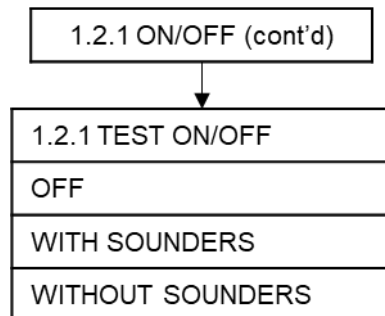 1.2.1 ON/OFF (cont’d)
1.2.1 TEST ON/OFF
OFF
WITH SOUNDERS
WITHOUT SOUNDERS